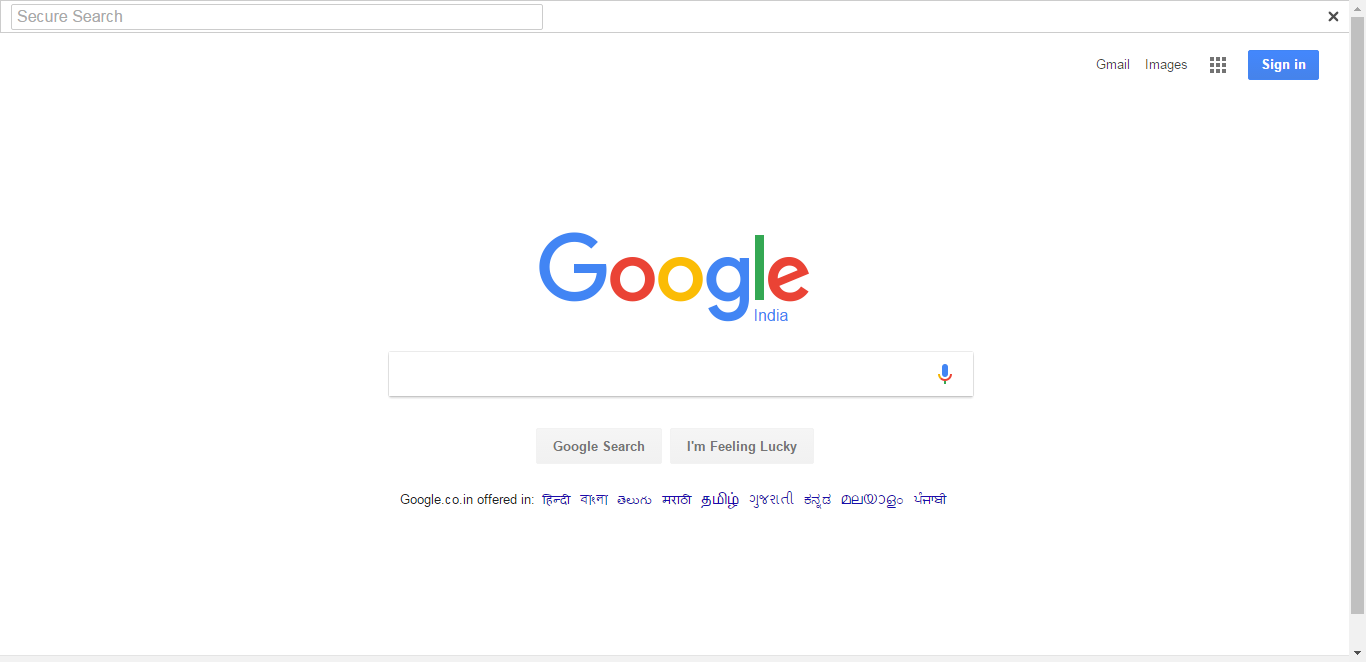 Secure Search
Gmail Images
Sign in
Google
India
Google Search I'm Feeling Lucky
Google.co.in offered in: हिन्दी বাংলা తెలుగు मराठी தமிழ் ગુજરાતી ಕನ್ನಡ മലയാളം ਪੰਜਾਬੀ